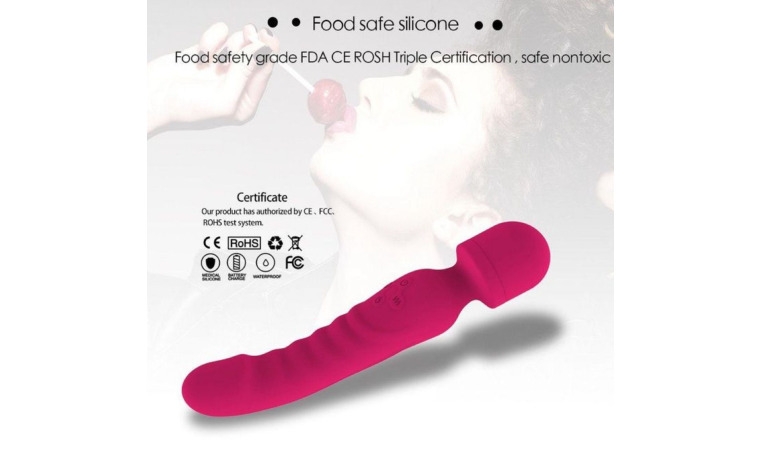 Food safe silicone
Food safety grade FDA CE ROSH Triple Certification , safe nontoxic
Certificate
Our product has authorized by CE 、 FCC.
ROHS test system.
CE RoHS
FC
MEDICAL SILICONE BATTERY CHARGE WATERPROOF